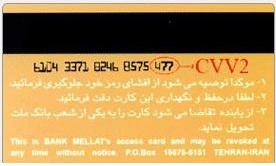 6104 3371 0246 8575 477 CVV2
۱- موکدا توصیه می شود از افشای رمز خود جلوگیری فرمائید.
۲- لطفا درحفظ و نگهداری این کارت دقت فرمائید.
۳- از یابنده تقاضا می شود کارت را به یکی از شعب بانک ملت
تحویل نماید.
This is BANK MELLAT's access card and may be revoked at
any time without notice. P.O.Box 15875-5151 TEHRAN-IRAN